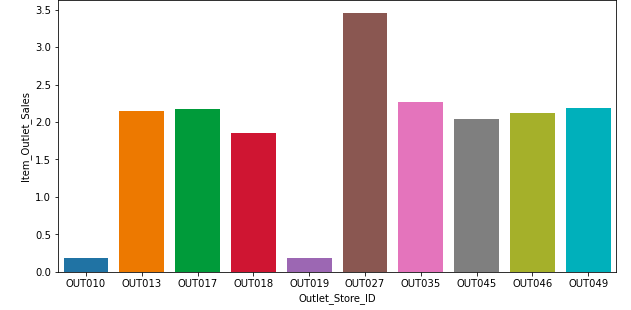 Item_Outlet_Sales
3.5
3.0
2.5
2.0
1.5
1.0
0.5
0.0
OUT010 OUT013 OUT017 OUT018 OUT019 OUT027 OUT035 OUT045 OUT046 OUT049
Outlet_Store_ID